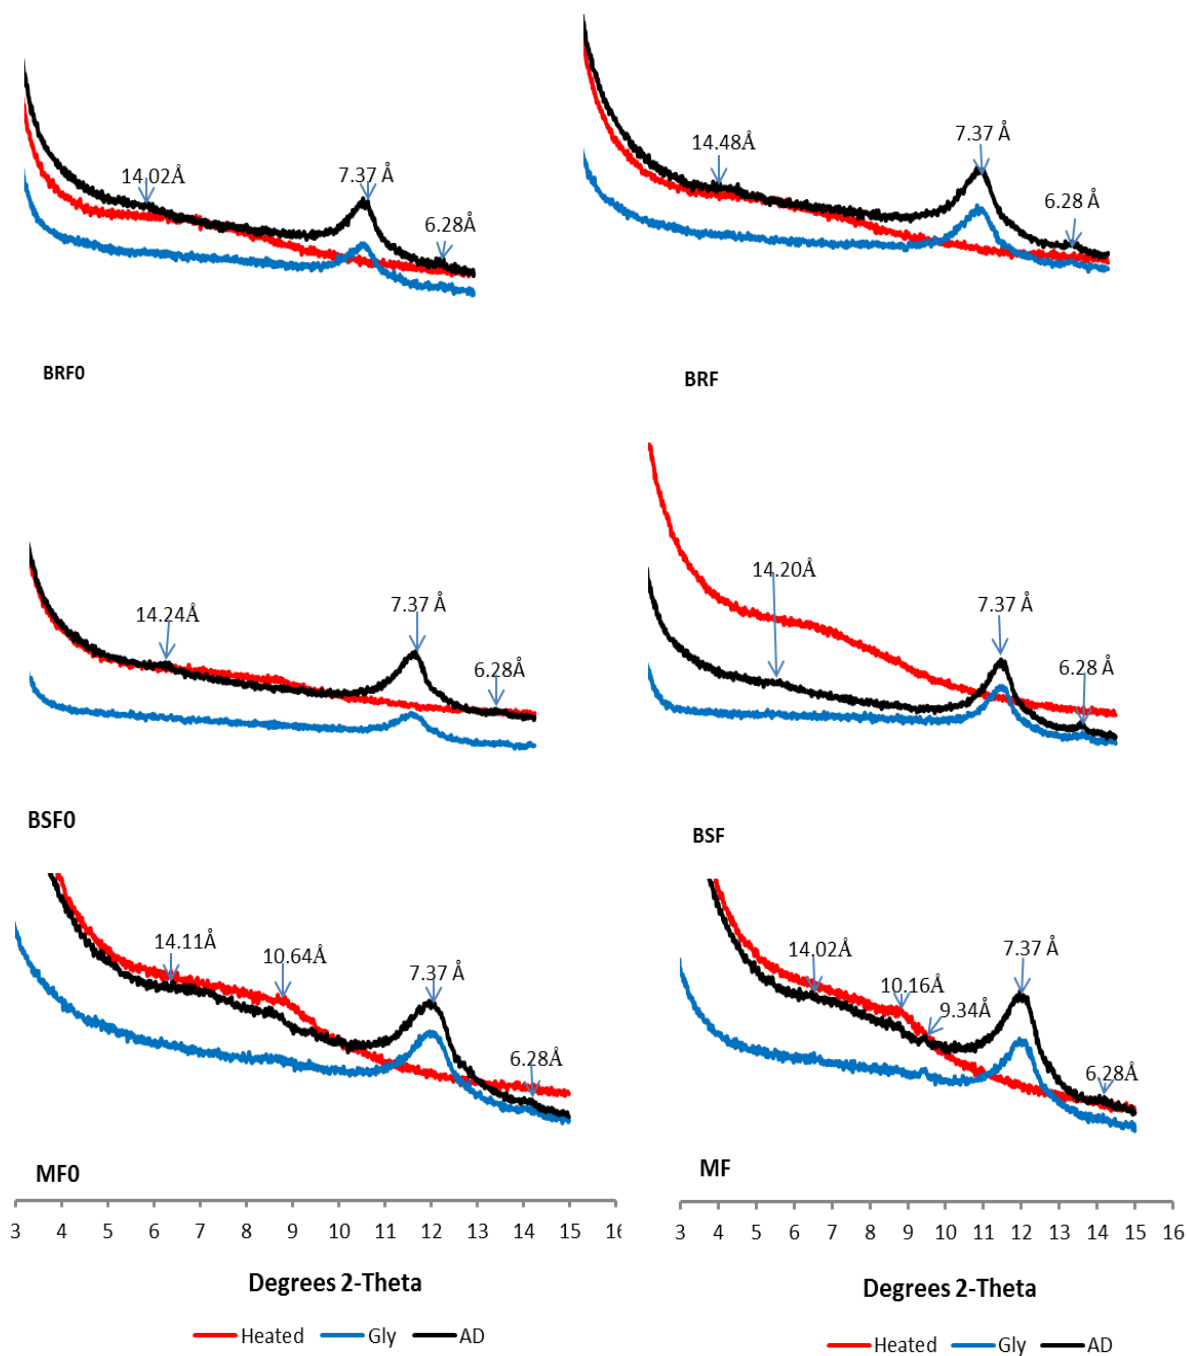 14.02Å
7.37 Å
6.28Å
BRF0
14.48Å
7.37 Å
6.28 Å
BRF
14.24Å
7.37 Å
6.28Å
BSF0
14.20Å
7.37 Å
6.28 Å
BSF
14.11Å
10.64Å
7.37 Å
6.28Å
MF0
14.02Å
10.16Å
9.34Å
7.37 Å
6.28Å
MF
3 4 5 6 7 8 9 10 11 12 13 14 15
Degrees 2-Theta
Heated Gly AD
3 4 5 6 7 8 9 10 11 12 13 14 15 16
Degrees 2-Theta
Heated Gly AD